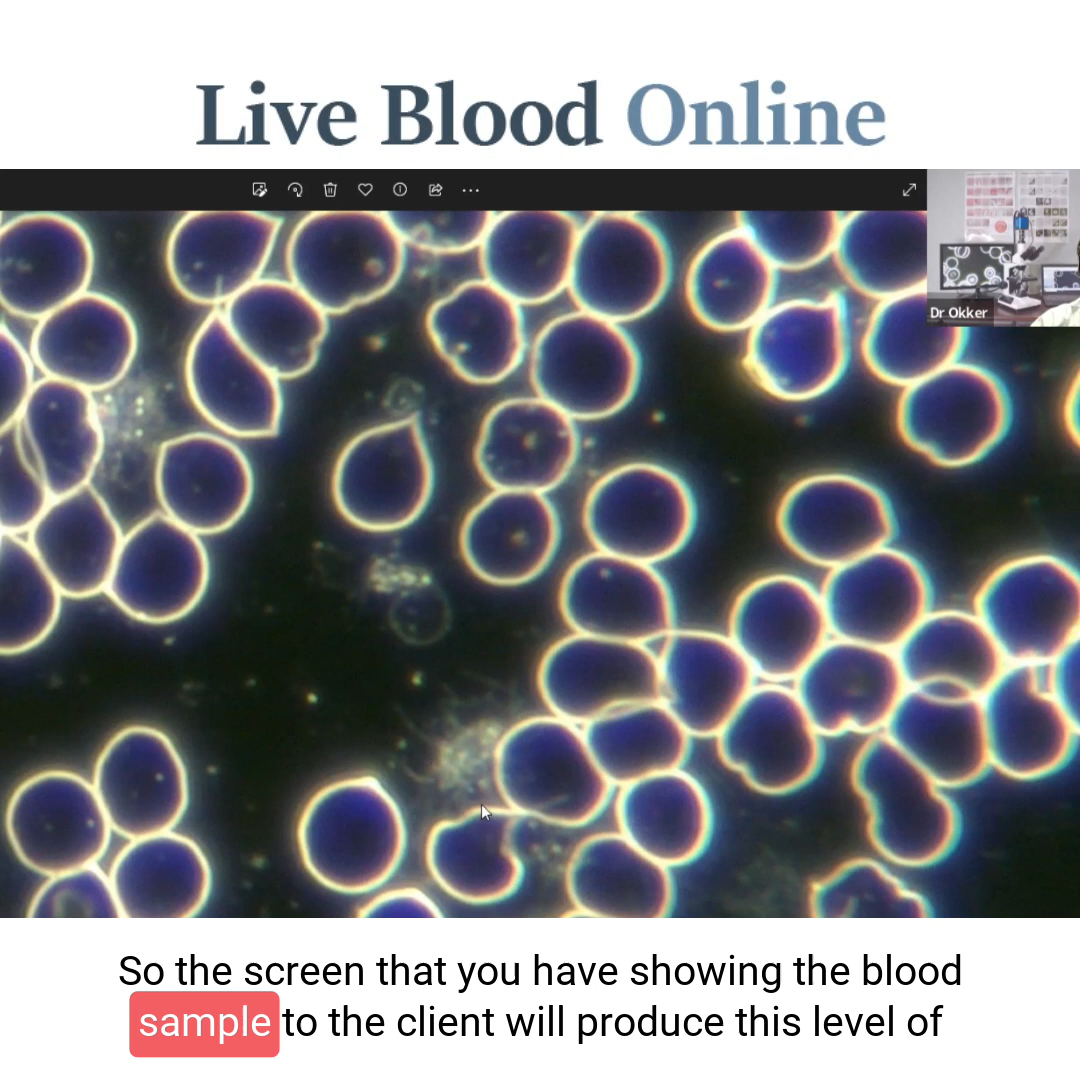 Live Blood Online
Dr Okker
So the screen that you have showing the blood
sample to the client will produce this level of